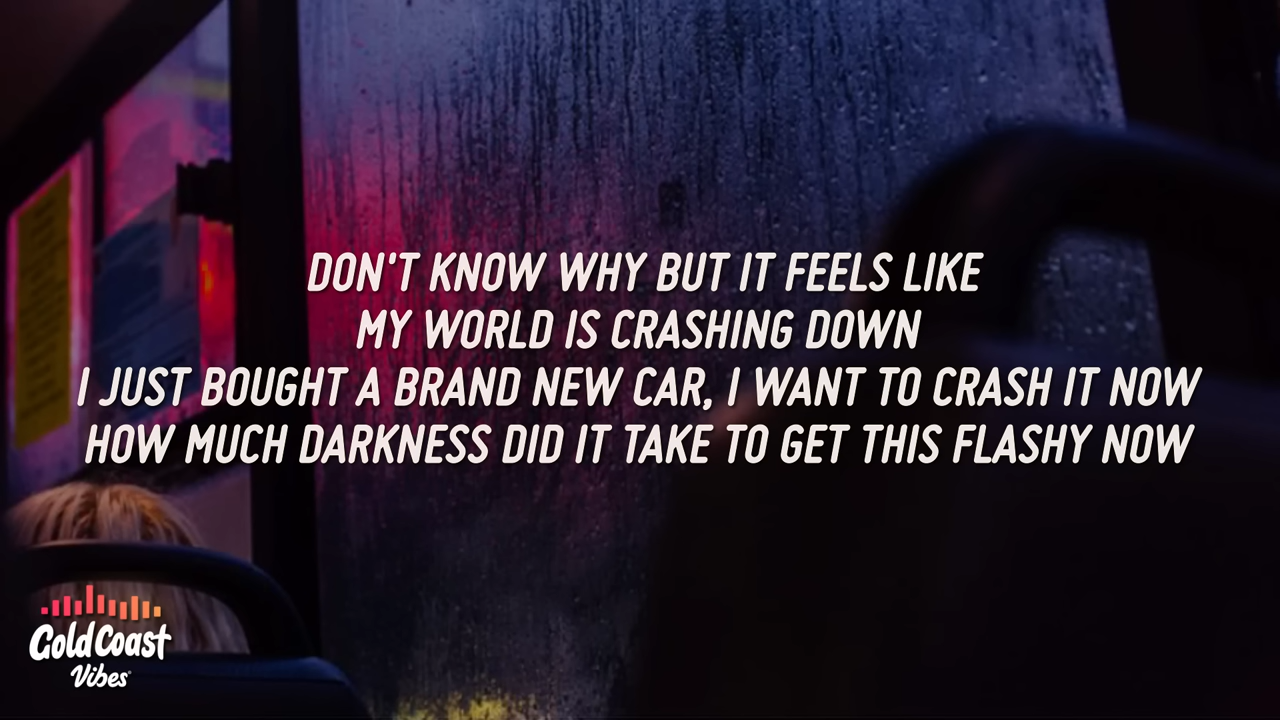 DON'T KNOW WHY BUT IT FEELS LIKE
MY WORLD IS CRASHING DOWN
I JUST BOUGHT A BRAND NEW CAR, I WANT TO CRASH IT NOW
HOW MUCH DARKNESS DID IT TAKE TO GET THIS FLASHY NOW
Gold Coast
Vibes